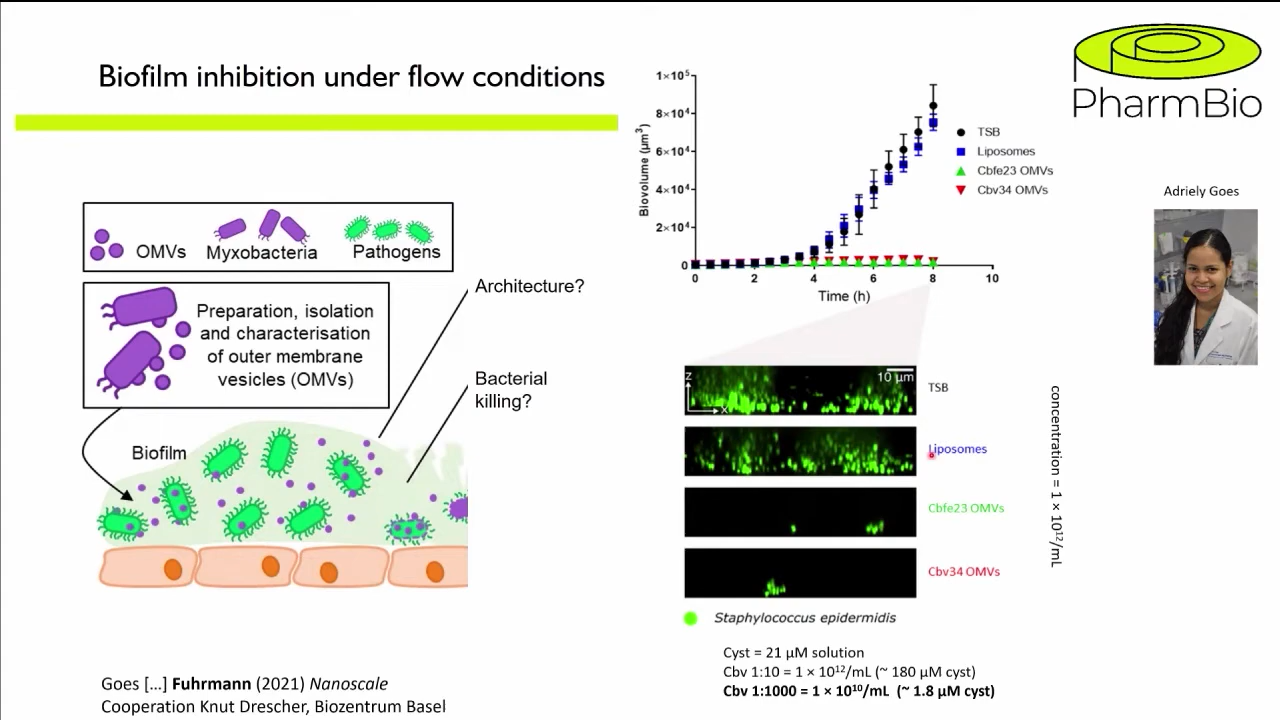 Biofilm inhibition under flow conditions
PharmBio
Adriely Goes
OMVs
Myxobacteria
Pathogens
Preparation, isolation
and characterisation
of outer membrane
vesicles (OMVs)
Architecture?
Bacterial
killing?
Biofilm
Biovolume (µm³)
1×10⁵
8×10⁴
6×10⁴
4×10⁴
2×10⁴
0
0 2 4 6 8 10
Time (h)
TSB
Liposomes
Cbfe23 OMVs
Cbv34 OMVs
z
x
10 µm
TSB
Liposomes
Cbfe23 OMVs
Cbv34 OMVs
concentration = 1 × 10¹²/mL
Staphylococcus epidermidis
Cyst = 21 µM solution
Cbv 1:10 = 1 × 10¹²/mL (~ 180 µM cyst)
Cbv 1:1000 = 1 × 10¹⁰/mL (~ 1.8 µM cyst)
Goes [...] Fuhrmann (2021) Nanoscale
Cooperation Knut Drescher, Biozentrum Basel